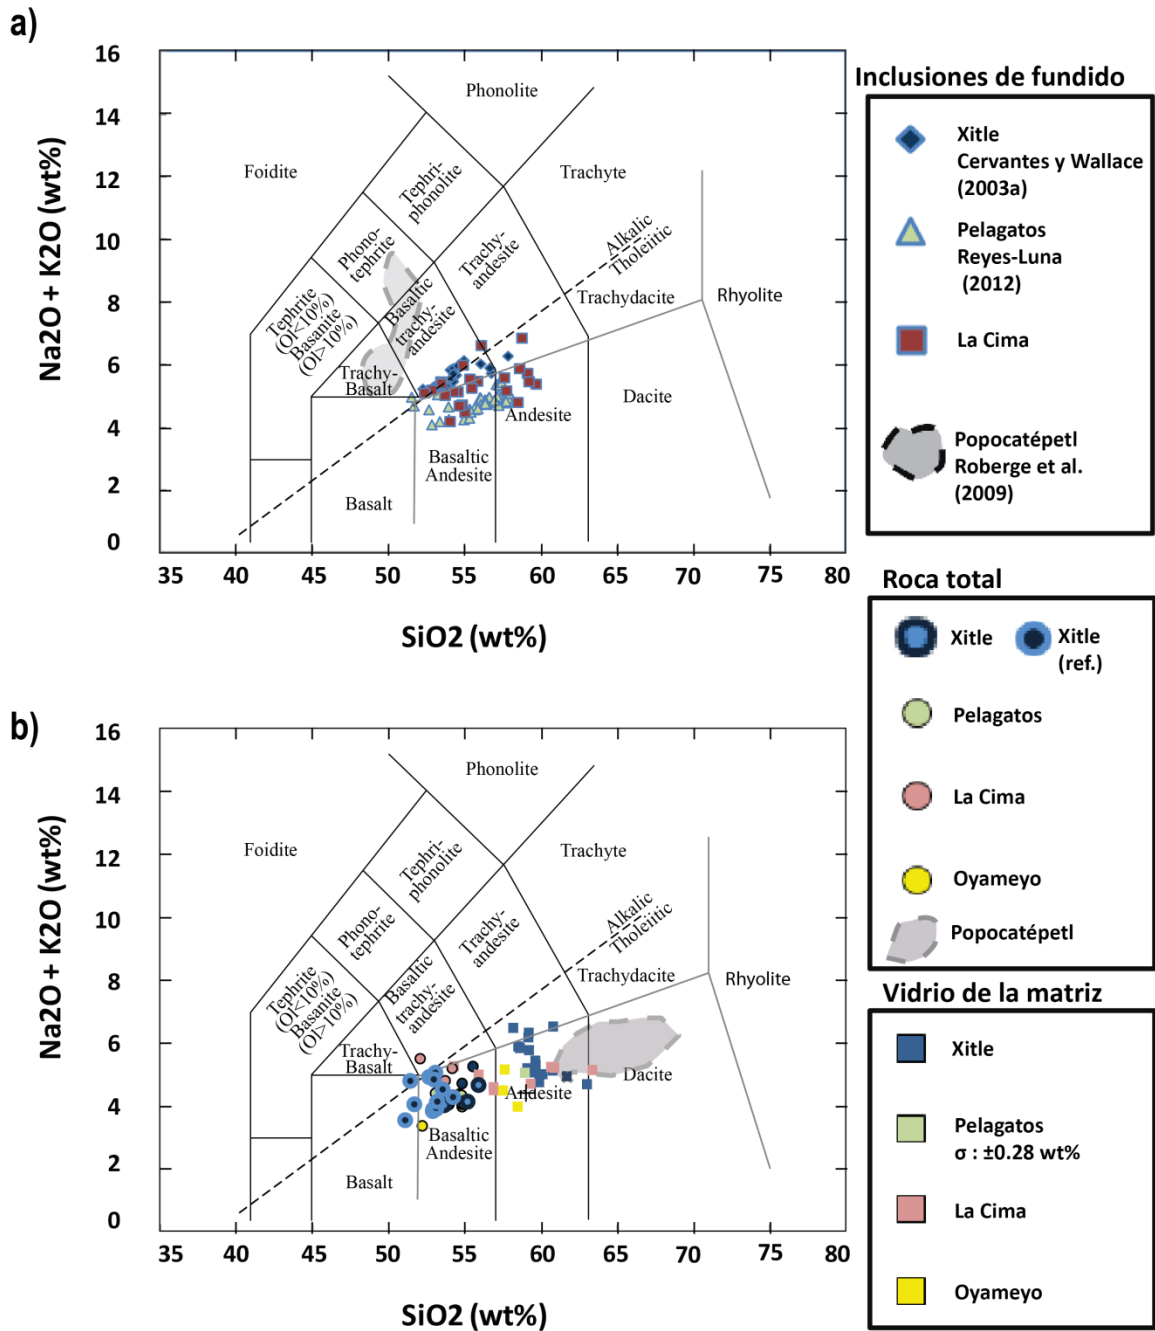 a)
16
14
12
10
8
6
4
2
0
Na2O + K2O (wt%)
35
40
45
50
55
60
65
70
75
80
SiO2 (wt%)
Phonolite
Foidite
Tephri-
phonolite
Trachyte
Phono-
tephrite
Trachy-
andesite
Alkalic
Tholeiitic
Tephrite
(Ol<10%)
Basanite
(Ol>10%)
Basaltic
trachy-
andesite
Trachydacite
Rhyolite
Trachy-
Basalt
Andesite
Dacite
Basaltic
Andesite
Basalt
Inclusiones de fundido
Xitle
Cervantes y Wallace
(2003a)
Pelagatos
Reyes-Luna
(2012)
La Cima
Popocatépetl
Roberge et al.
(2009)
Roca total
Xitle
Xitle
(ref.)
Pelagatos
La Cima
Oyameyo
Popocatépetl
Vidrio de la matriz
Xitle
Pelagatos
σ : ±0.28 wt%
La Cima
Oyameyo
b)
16
14
12
10
8
6
4
2
0
Na2O + K2O (wt%)
35
40
45
50
55
60
65
70
75
80
SiO2 (wt%)
Phonolite
Foidite
Tephri-
phonolite
Trachyte
Phono-
tephrite
Trachy-
andesite
Alkalic
Tholeiitic
Tephrite
(Ol<10%)
Basanite
(Ol>10%)
Basaltic
trachy-
andesite
Trachydacite
Rhyolite
Trachy-
Basalt
Andesite
Dacite
Basaltic
Andesite
Basalt